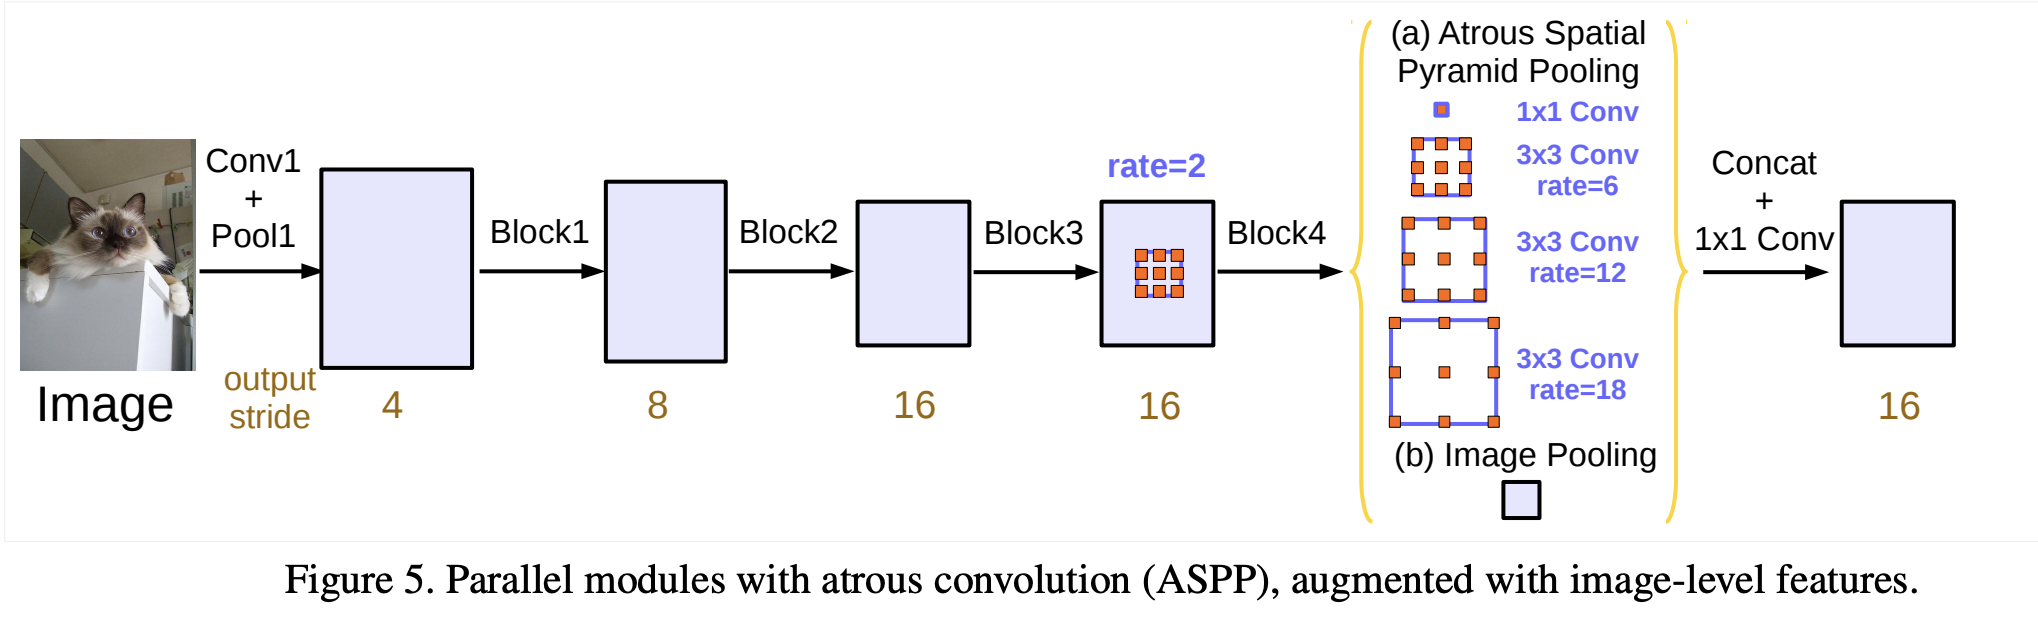 Image
Conv1
+
Pool1
output
stride
4
Block1
8
Block2
16
Block3
rate=2
16
Block4
(a) Atrous Spatial
Pyramid Pooling
1x1 Conv
3x3 Conv
rate=6
3x3 Conv
rate=12
3x3 Conv
rate=18
(b) Image Pooling
Concat
+
1x1 Conv
16
Figure 5. Parallel modules with atrous convolution (ASPP), augmented with image-level features.